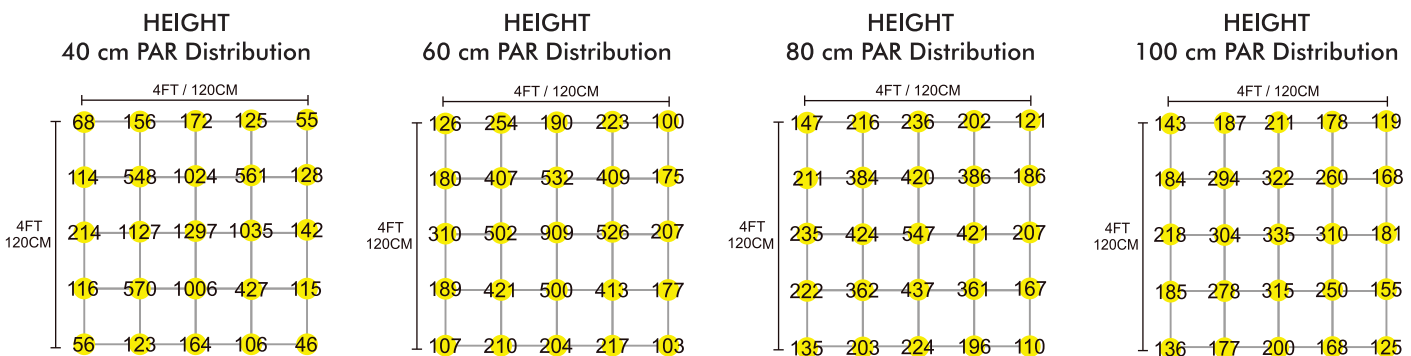 HEIGHT
40 cm PAR Distribution
4FT / 120CM
4FT
120CM
68 156 172 125 55
114 548 1024 561 128
214 1127 1297 1035 142
116 570 1006 427 115
56 123 164 106 46
HEIGHT
60 cm PAR Distribution
4FT / 120CM
4FT
120CM
126 254 190 223 100
180 407 532 409 175
310 502 909 526 207
189 421 500 413 177
107 210 204 217 103
HEIGHT
80 cm PAR Distribution
4FT / 120CM
4FT
120CM
147 216 236 202 121
211 384 420 386 186
235 424 547 421 207
222 362 437 361 167
135 203 224 196 110
HEIGHT
100 cm PAR Distribution
4FT / 120CM
4FT
120CM
143 187 211 178 119
184 294 322 260 168
218 304 335 310 181
185 278 315 250 155
136 177 200 168 125